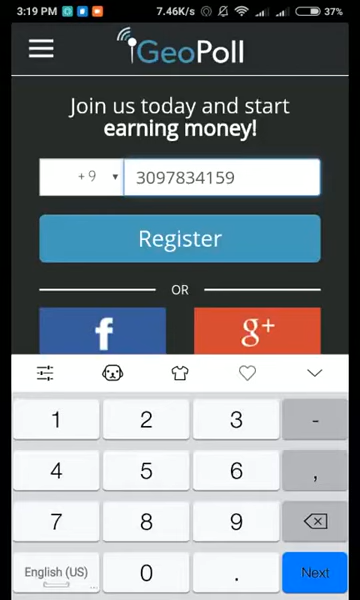 3:19 PM 7.46K/s 37%
GeoPoll
Join us today and start
earning money!
+ 9 3097834159
Register
OR
f g+
1 2 3 -
4 5 6 ,
7 8 9
English (US) 0 . Next